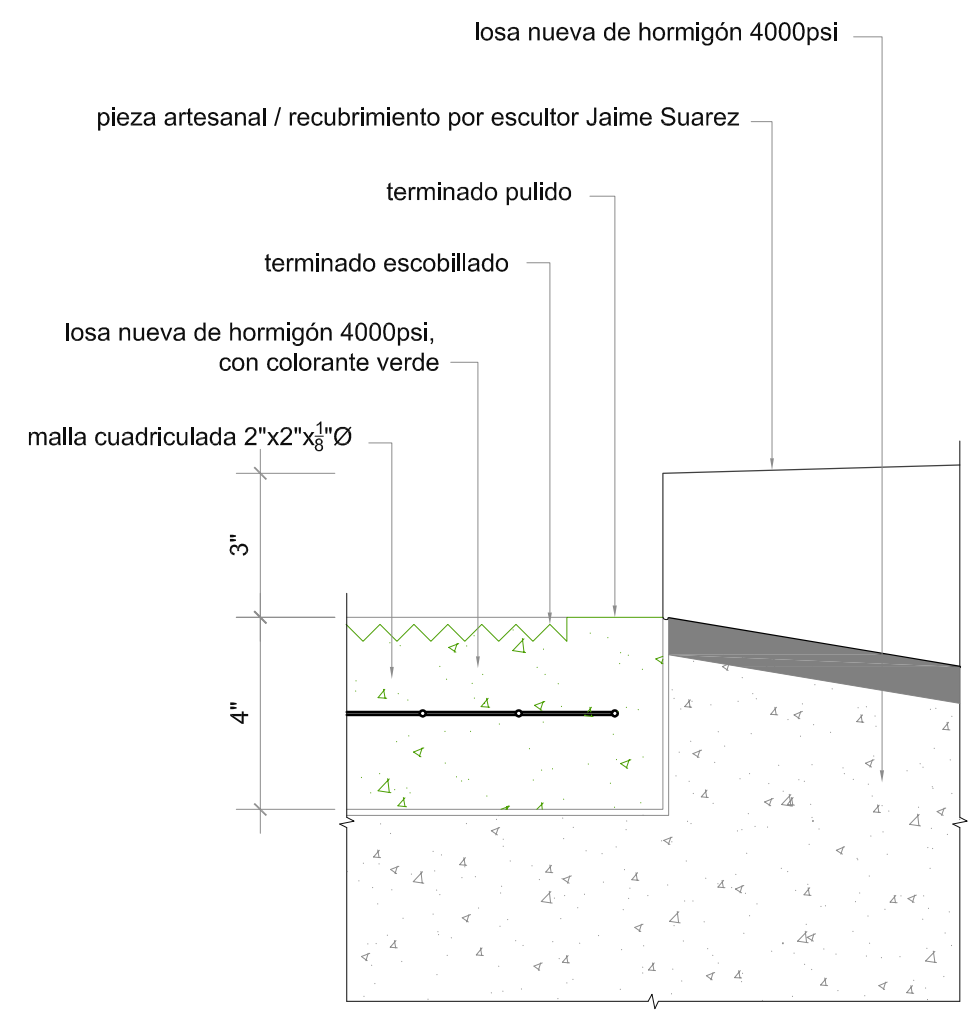 losa nueva de hormigón 4000psi
pieza artesanal / recubrimiento por escultor Jaime Suarez
terminado pulido
terminado escobillado
losa nueva de hormigón 4000psi,
con colorante verde
malla cuadriculada 2"x2"x1/8"Ø
3"
4"